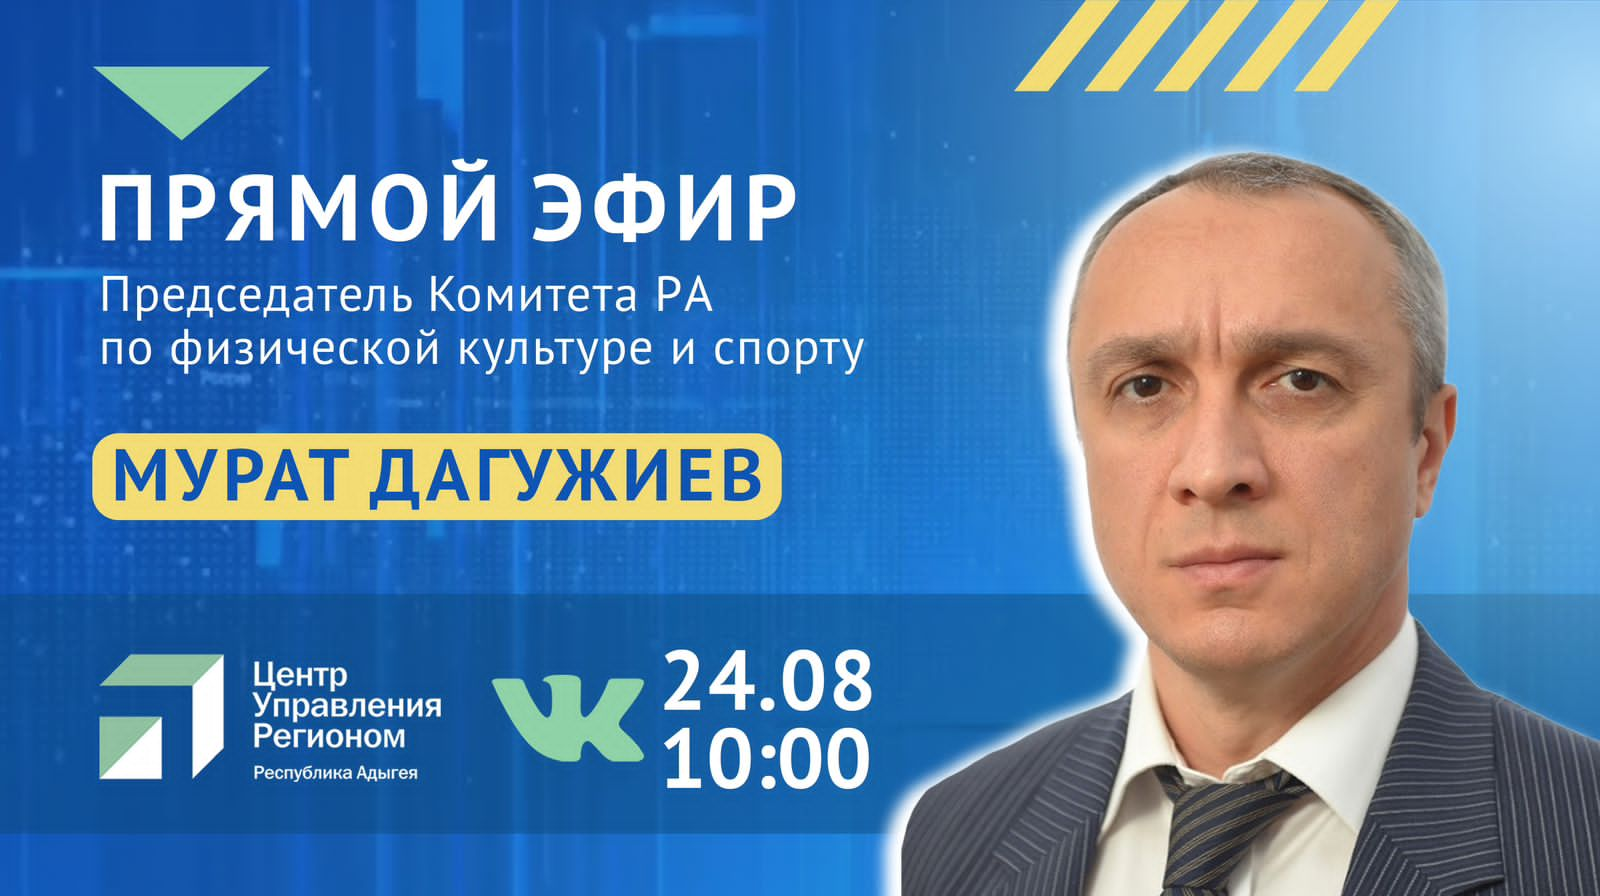 ПРЯМОЙ ЭФИР
Председатель Комитета РА
по физической культуре и спорту
МУРАТ ДАГУЖИЕВ
Центр
Управления
Регионом
Республика Адыгея
24.08
10:00